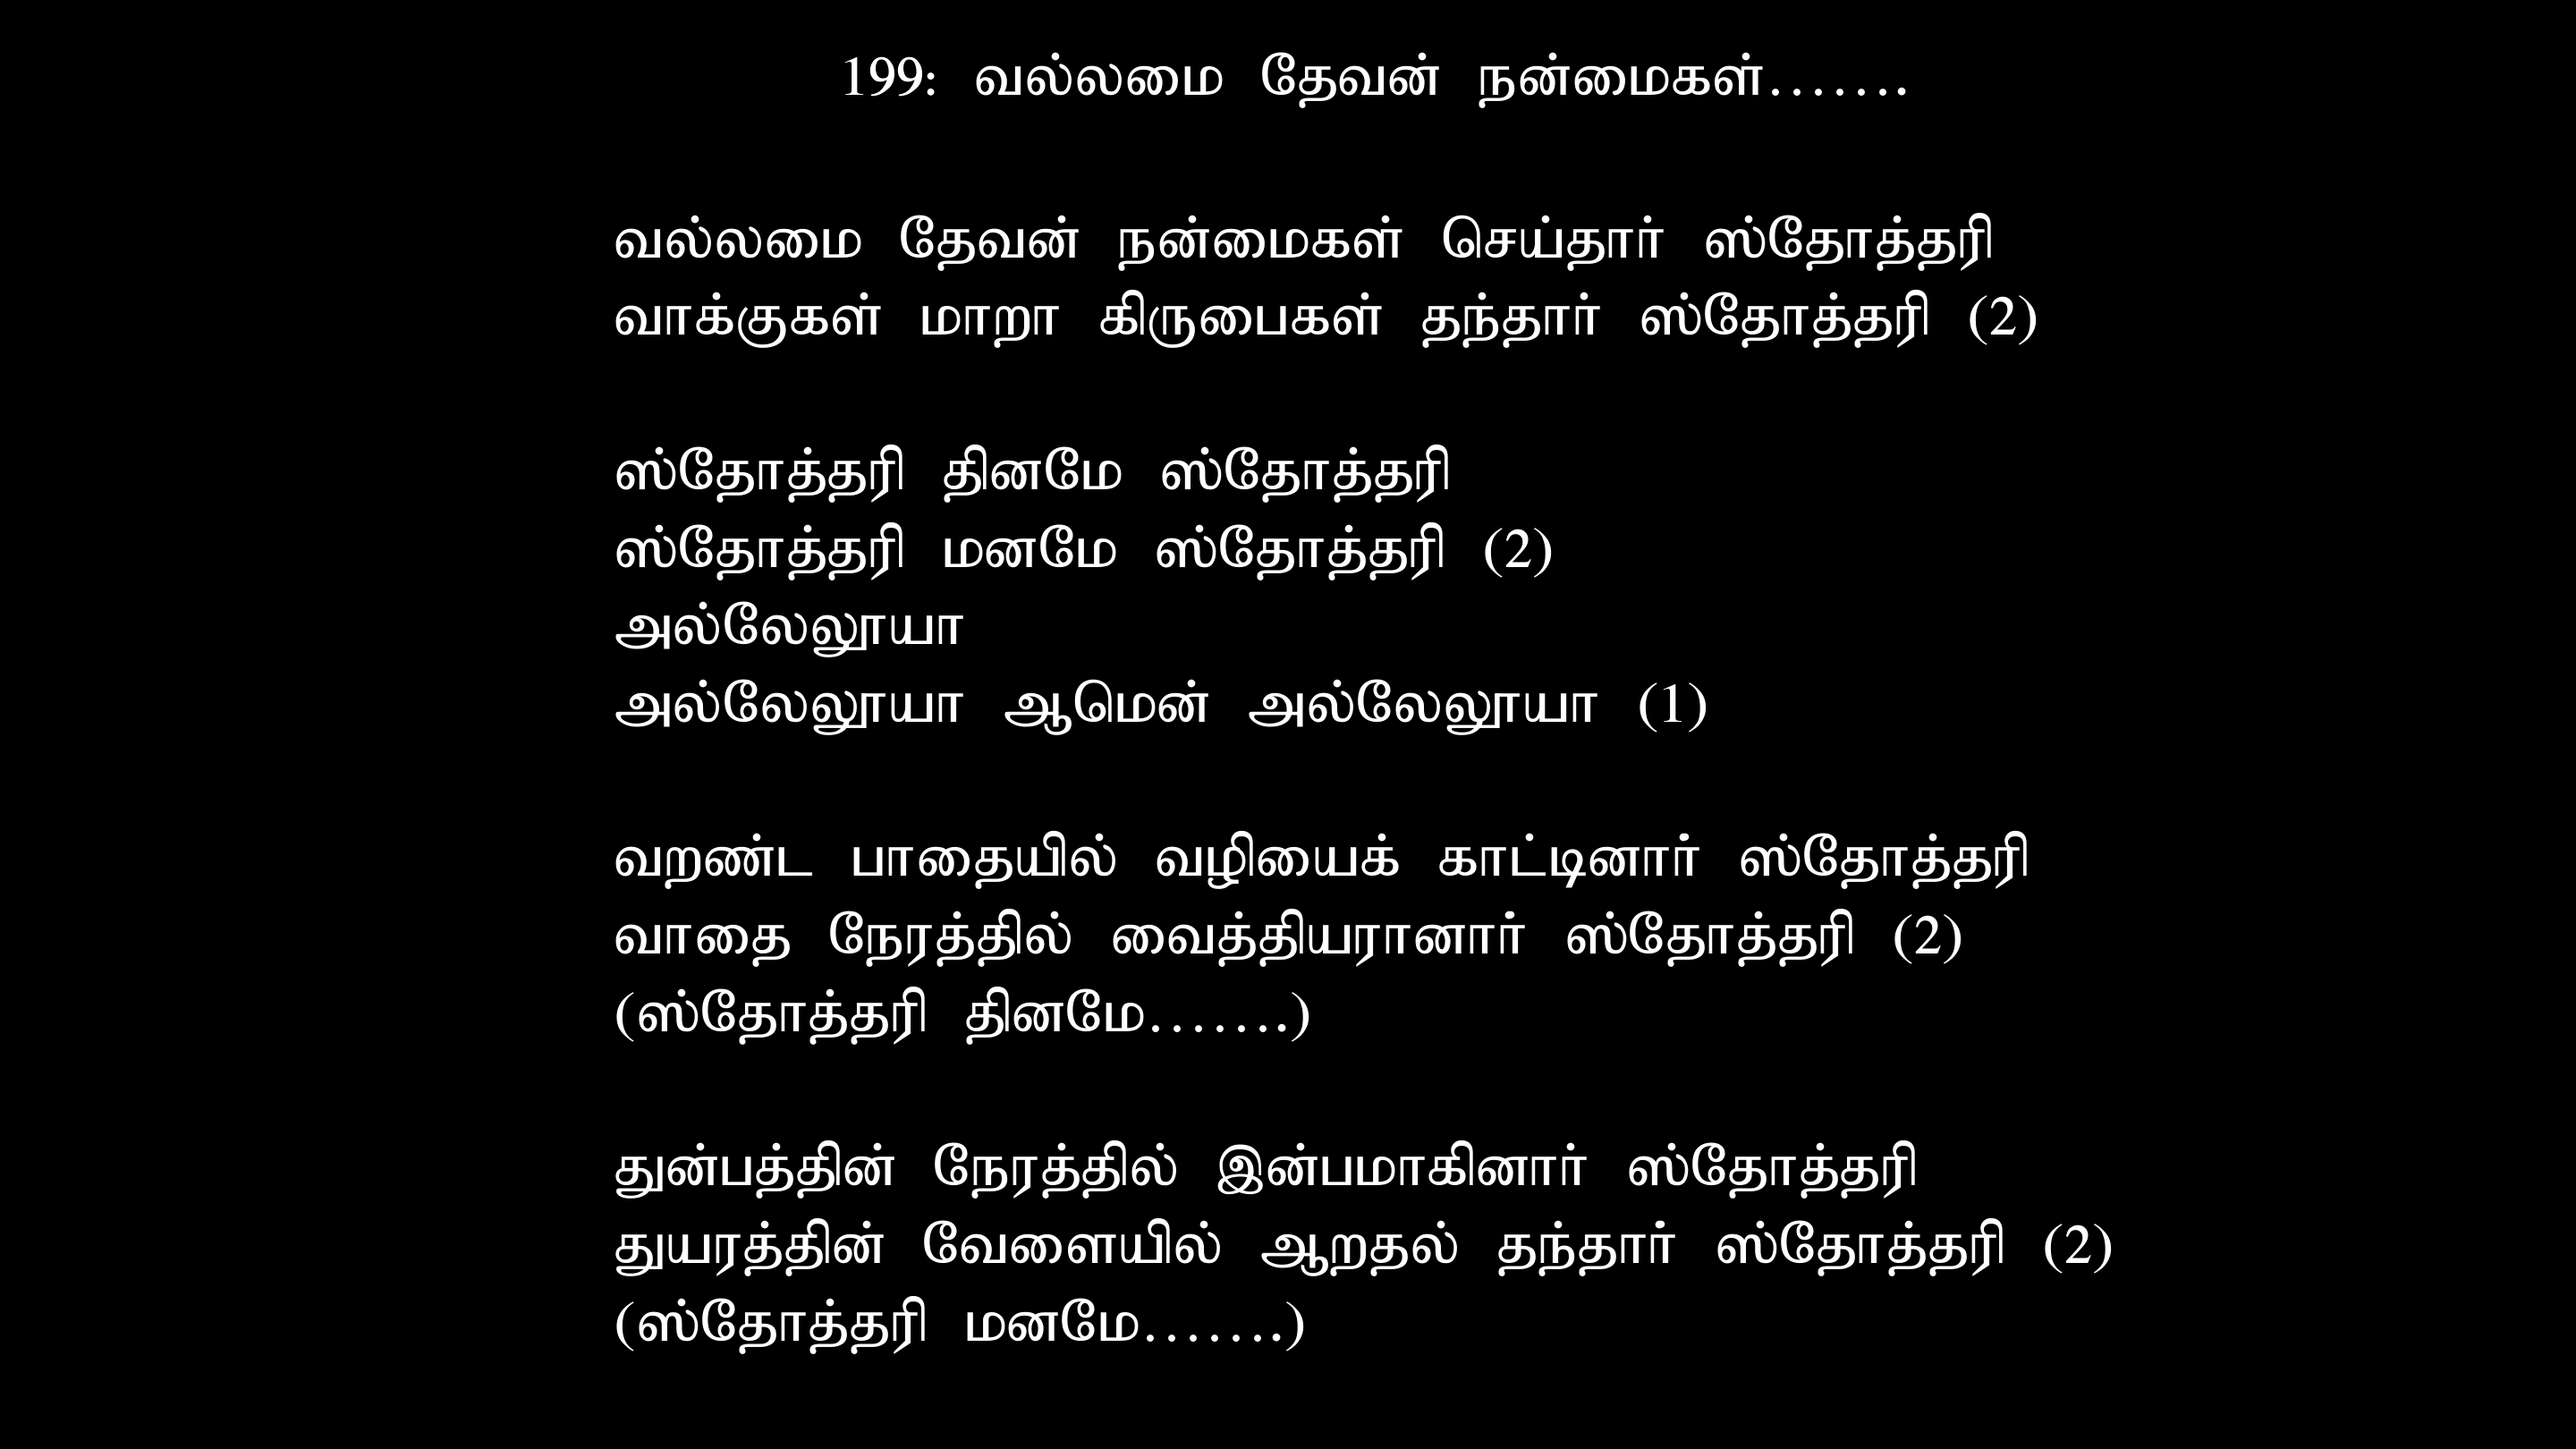 199: வல்லமை தேவன் நன்மைகள்.......
வல்லமை தேவன் நன்மைகள் செய்தார் ஸ்தோத்தரி
வாக்குகள் மாறா கிருபைகள் தந்தார் ஸ்தோத்தரி (2)
ஸ்தோத்தரி தினமே ஸ்தோத்தரி
ஸ்தோத்தரி மனமே ஸ்தோத்தரி (2)
அல்லேலூயா
அல்லேலூயா ஆமென் அல்லேலூயா (1)
வறண்ட பாதையில் வழியைக் காட்டினார் ஸ்தோத்தரி
வாதை நேரத்தில் வைத்தியரானார் ஸ்தோத்தரி (2)
(ஸ்தோத்தரி தினமே.......)
துன்பத்தின் நேரத்தில் இன்பமாகினார் ஸ்தோத்தரி
துயரத்தின் வேளையில் ஆறதல் தந்தார் ஸ்தோத்தரி (2)
(ஸ்தோத்தரி மனமே.......)